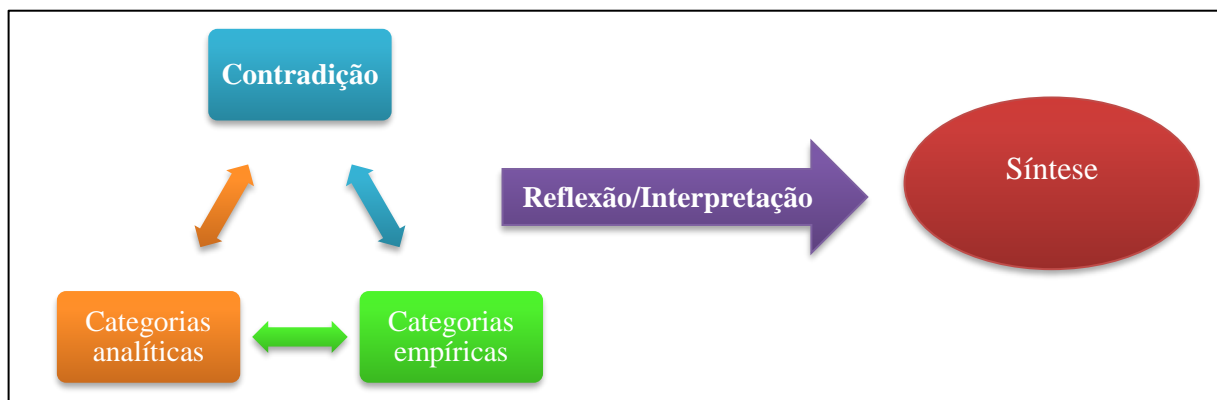 Contradição
Reflexão/Interpretação
Síntese
Categorias
analíticas
Categorias
empíricas